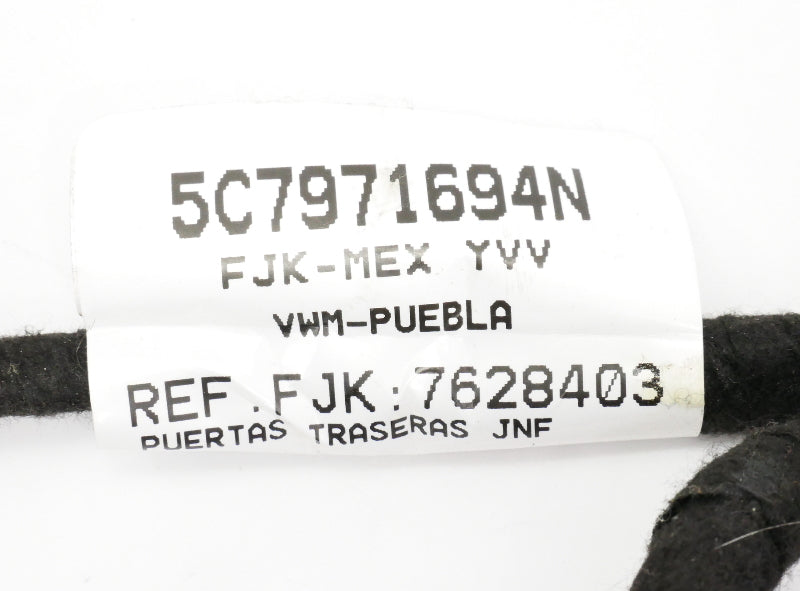 5C7971694N
FJK-MEX YVV
VWM-PUEBLA
REF.FJK:7628403
PUERTAS TRASERAS JNF